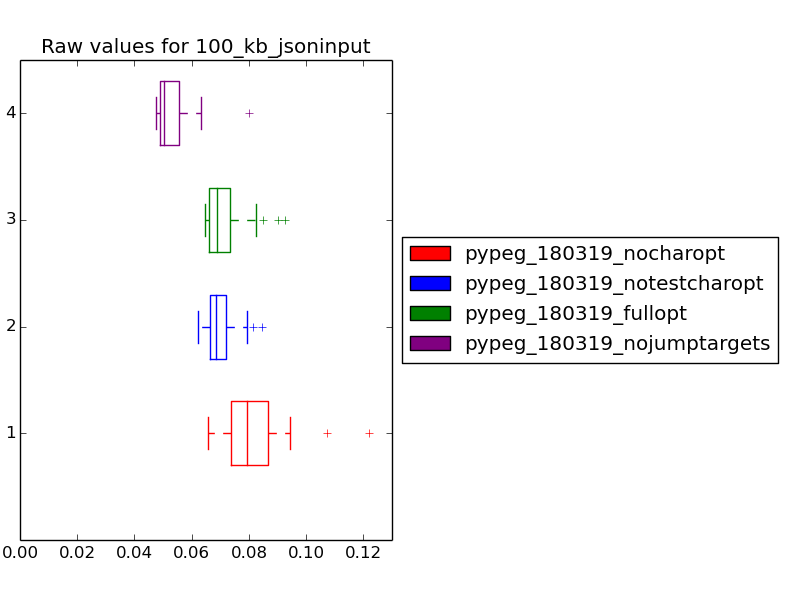 Raw values for 100_kb_jsoninput
4
3
2
1
0.00 0.02 0.04 0.06 0.08 0.10 0.12
pypeg_180319_nocharopt
pypeg_180319_notestcharopt
pypeg_180319_fullopt
pypeg_180319_nojumptargets